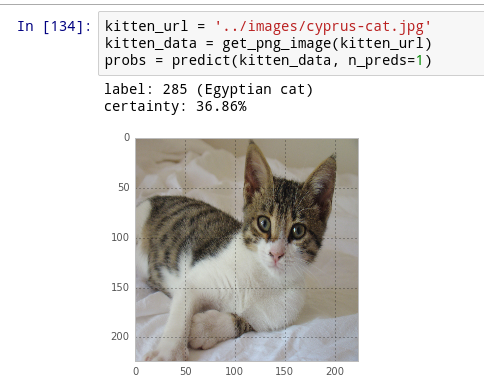 In [134]: kitten_url = '../images/cyprus-cat.jpg'
kitten_data = get_png_image(kitten_url)
probs = predict(kitten_data, n_preds=1)
label: 285 (Egyptian cat)
certainty: 36.86%
0
50
100
150
200
0 50 100 150 200